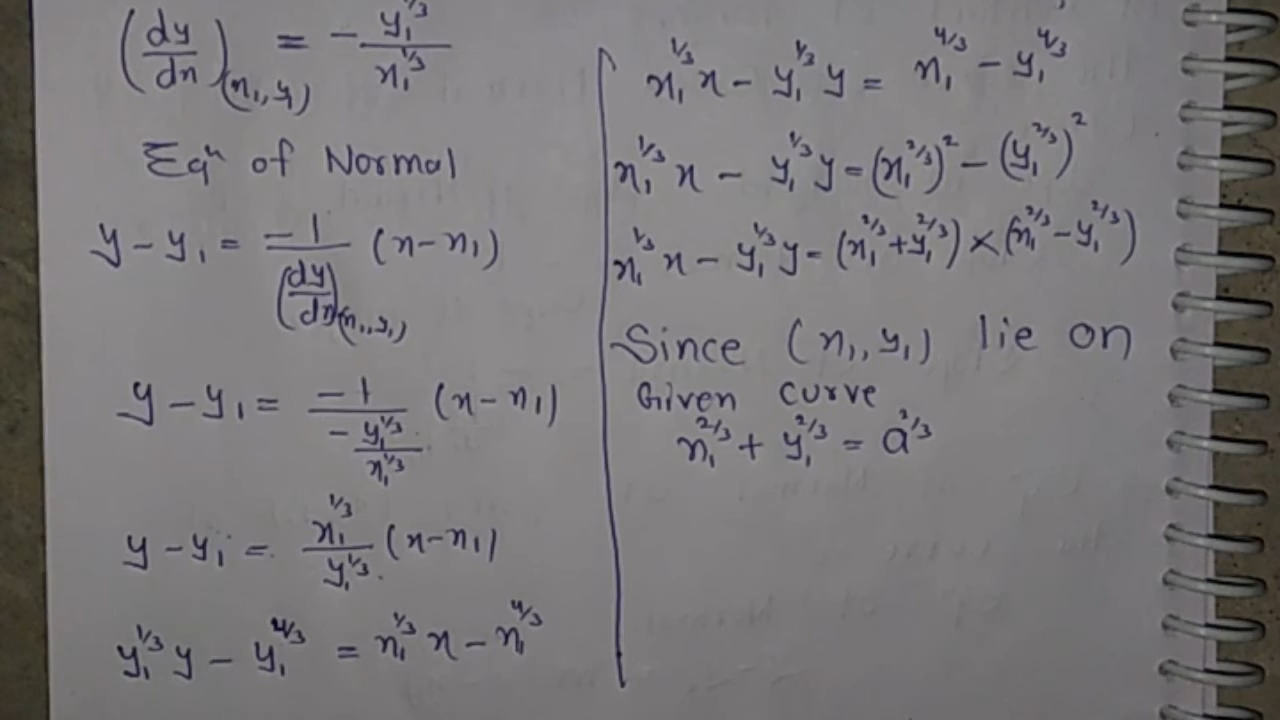 (dy/dx)(x₁, y₁) = - y₁^1/3 / x₁^1/3
Eqⁿ of Normal
y - y₁ = -1 / (dy/dx)(x₁, y₁) (x - x₁)
y - y₁ = -1 / (- y₁^1/3 / x₁^1/3) (x - x₁)
y - y₁ = x₁^1/3 / y₁^1/3 (x - x₁)
y₁^1/3 y - y₁^4/3 = x₁^1/3 x - x₁^4/3
x₁^1/3 x - y₁^1/3 y = x₁^4/3 - y₁^4/3
x₁^1/3 x - y₁^1/3 y = (x₁^2/3)² - (y₁^2/3)²
x₁^1/3 x - y₁^1/3 y = (x₁^2/3 + y₁^2/3) × (x₁^2/3 - y₁^2/3)
Since (x₁, y₁) lie on
Given curve
x₁^2/3 + y₁^2/3 = a^2/3